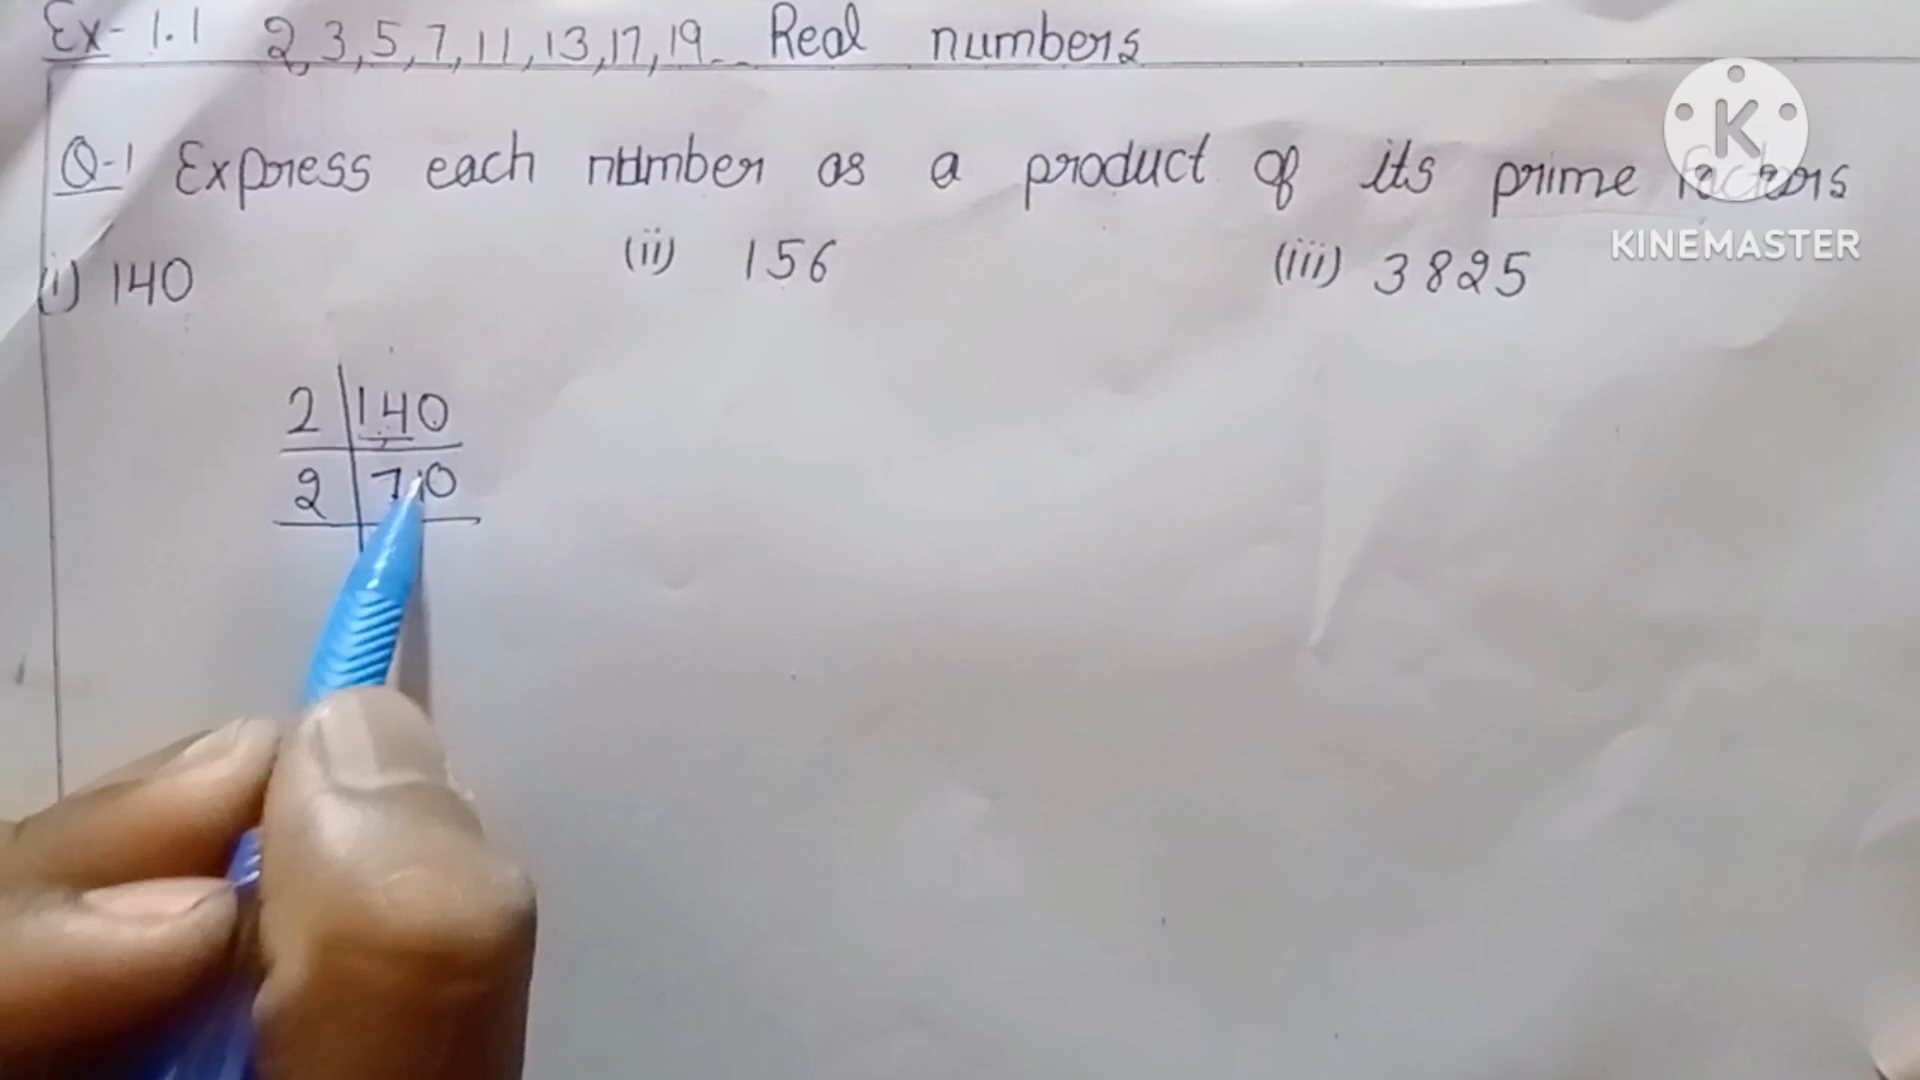 Ex-1.1 2,3,5,7,11,13,17,19.. Real numbers
Q-1 Express each number as a product of its prime factors
(i) 140 (ii) 156 (iii) 3825
K
KINEMASTER
2 140
2 70